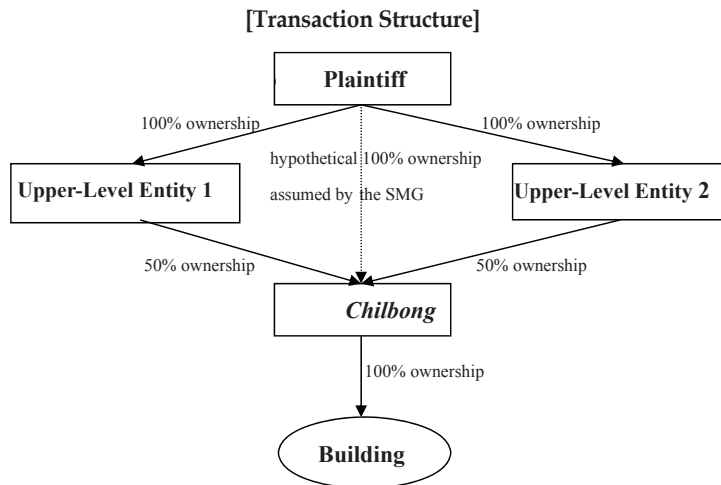 [Transaction Structure]
Plaintiff
100% ownership
100% ownership
hypothetical 100% ownership
assumed by the SMG
Upper-Level Entity 1
Upper-Level Entity 2
50% ownership
50% ownership
Chilbong
100% ownership
Building